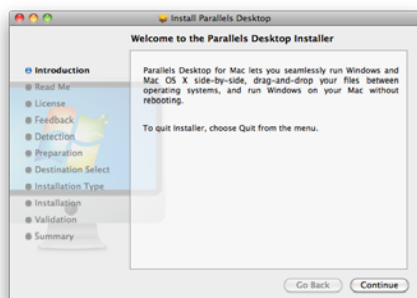 Install Parallels Desktop
Welcome to the Parallels Desktop Installer
Introduction
Read Me
License
Feedback
Detection
Preparation
Destination Select
Installation Type
Installation
Validation
Summary
Parallels Desktop for Mac lets you seamlessly run Windows and
Mac OS X side-by-side, drag-and-drop your files between
operating systems, and run Windows on your Mac without
rebooting.
To quit Installer, choose Quit from the menu.
Go Back
Continue